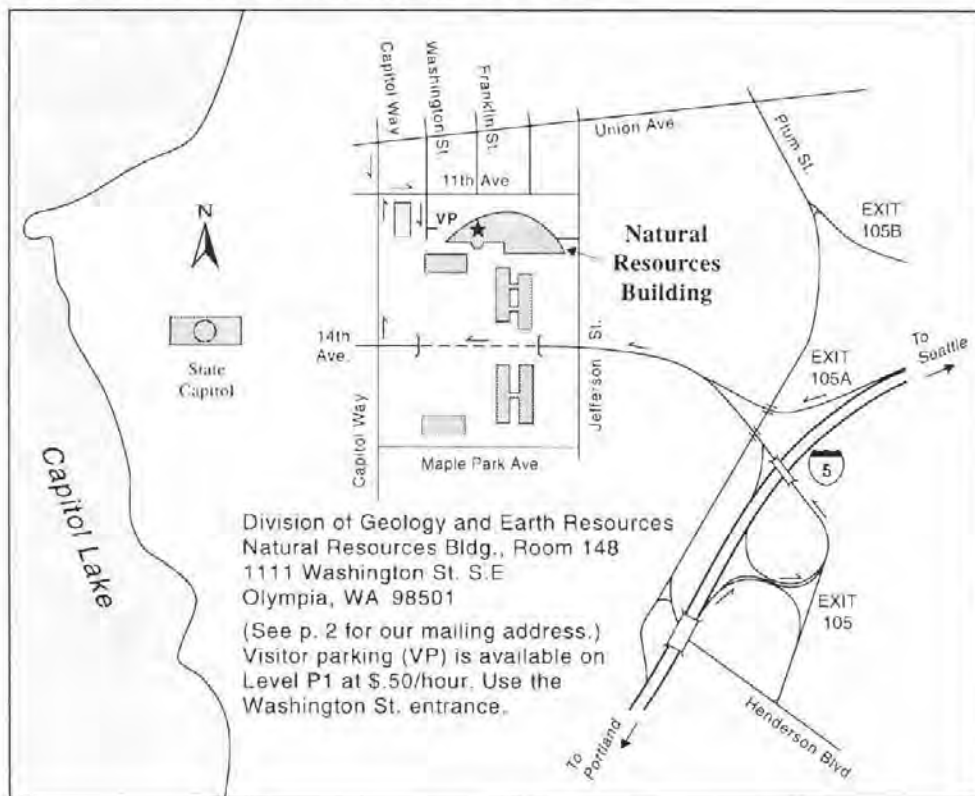 Capitol Way
Washington St.
Franklin St.
Union Ave.
Plum St.
11th Ave.
EXIT
105B
VP
N
Natural
Resources
Building
State
Capitol
14th
Ave.
Jefferson St.
EXIT
105A
To
Seattle
Capitol Way
Maple Park Ave.
5
Capitol Lake
Division of Geology and Earth Resources
Natural Resources Bldg., Room 148
1111 Washington St. S.E
Olympia, WA 98501
EXIT
105
(See p. 2 for our mailing address.)
Visitor parking (VP) is available on
Level P1 at $.50/hour. Use the
Washington St. entrance.
Henderson Blvd
To
Portland